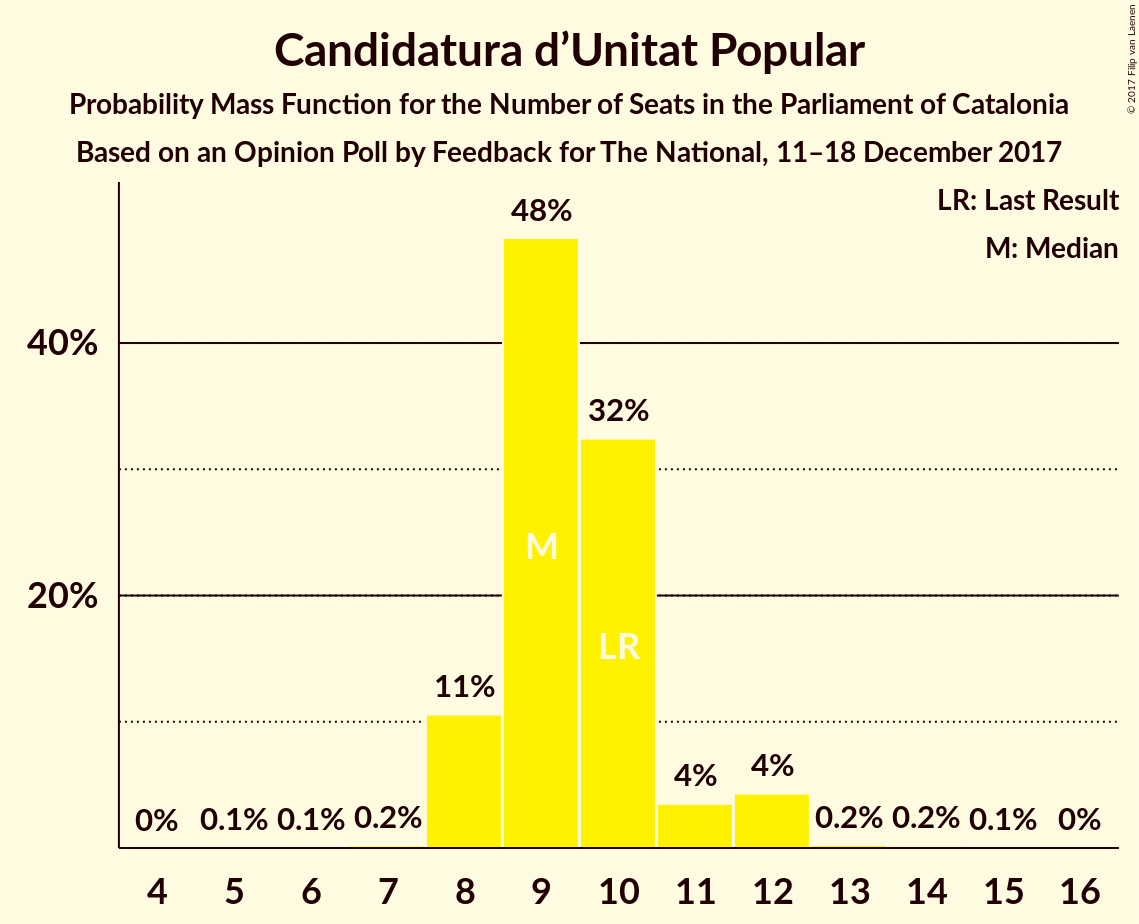 Candidatura d’Unitat Popular
Probability Mass Function for the Number of Seats in the Parliament of Catalonia
Based on an Opinion Poll by Feedback for The National, 11–18 December 2017
© 2017 Filip van Laenen
LR: Last Result
M: Median
40%
20%
0%
0.1%
0.1%
0.2%
11%
48%
32%
4%
4%
0.2%
0.2%
0.1%
0%
M
LR
4 5 6 7 8 9 10 11 12 13 14 15 16